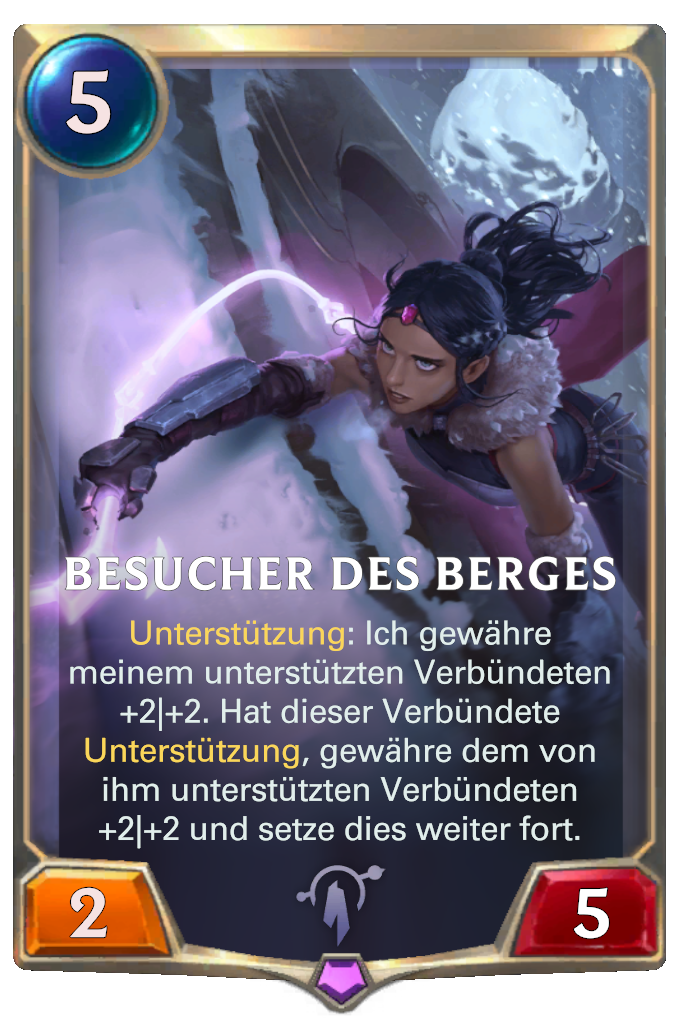 5
BESUCHER DES BERGES
Unterstützung: Ich gewähre
meinem unterstützten Verbündeten
+2|+2. Hat dieser Verbündete
Unterstützung, gewähre dem von
ihm unterstützten Verbündeten
+2|+2 und setze dies weiter fort.
2
5